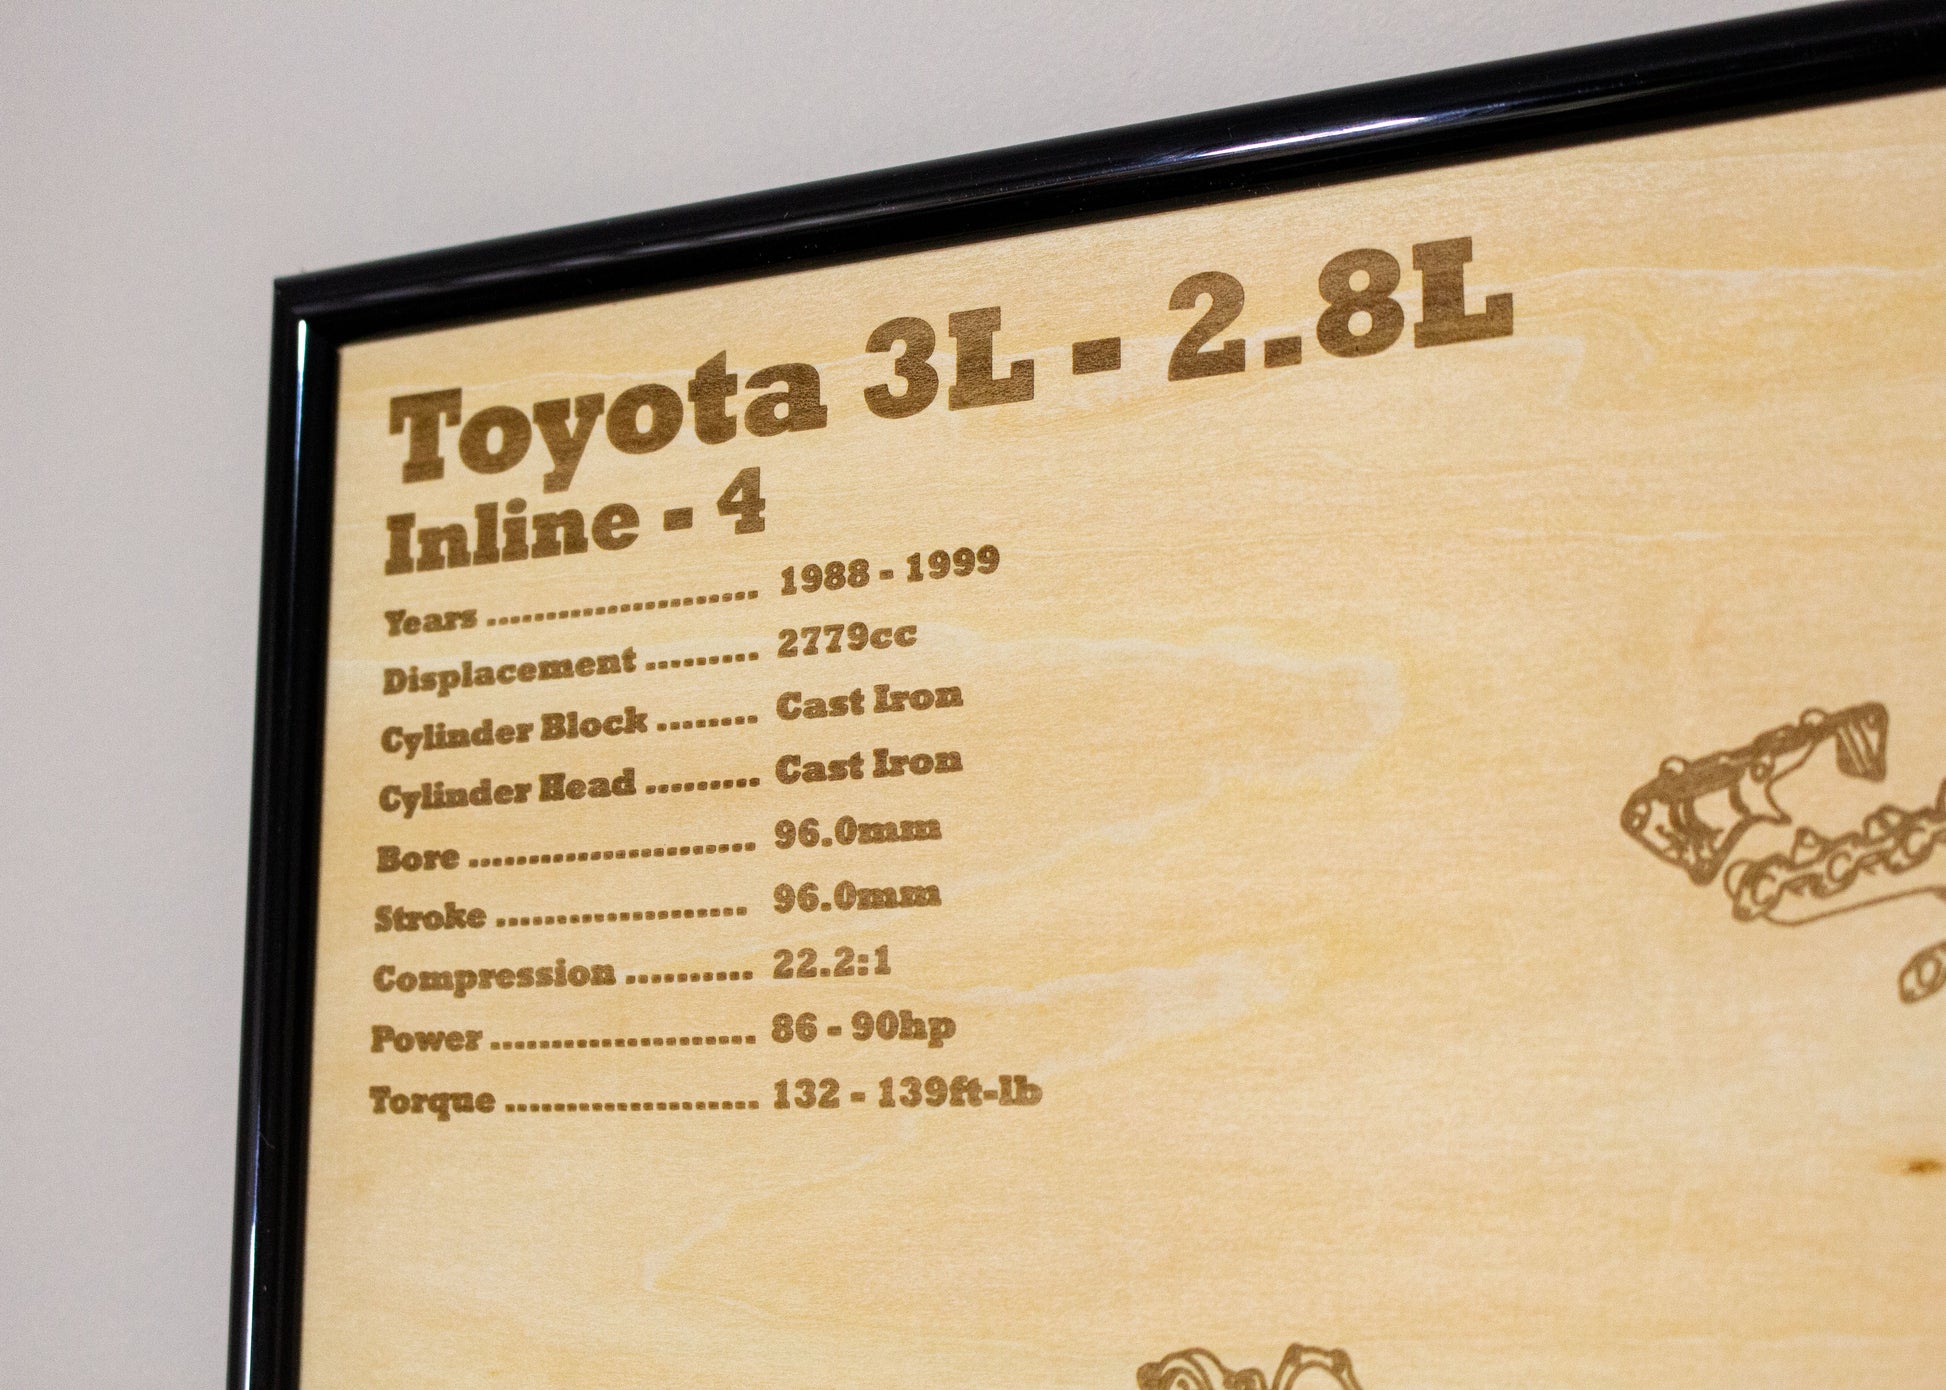 Toyota 3L - 2.8L
Inline - 4
Years ........................ 1988 - 1999
Displacement .......... 2779cc
Cylinder Block ......... Cast Iron
Cylinder Head .......... Cast Iron
Bore ........................ 96.0mm
Stroke ..................... 96.0mm
Compression ........... 22.2:1
Power ...................... 86 - 90hp
Torque ..................... 132 - 139ft-lb